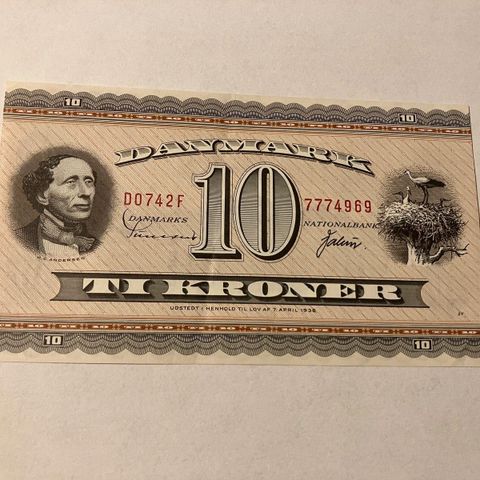 10 10
DANMARK
D0742F 10 7774969
DANMARKS NATIONALBANK
H.C. ANDERSEN
TI KRONER
UDSTEDT I HENHOLD TIL LOV AF 7. APRIL 1936
10 10